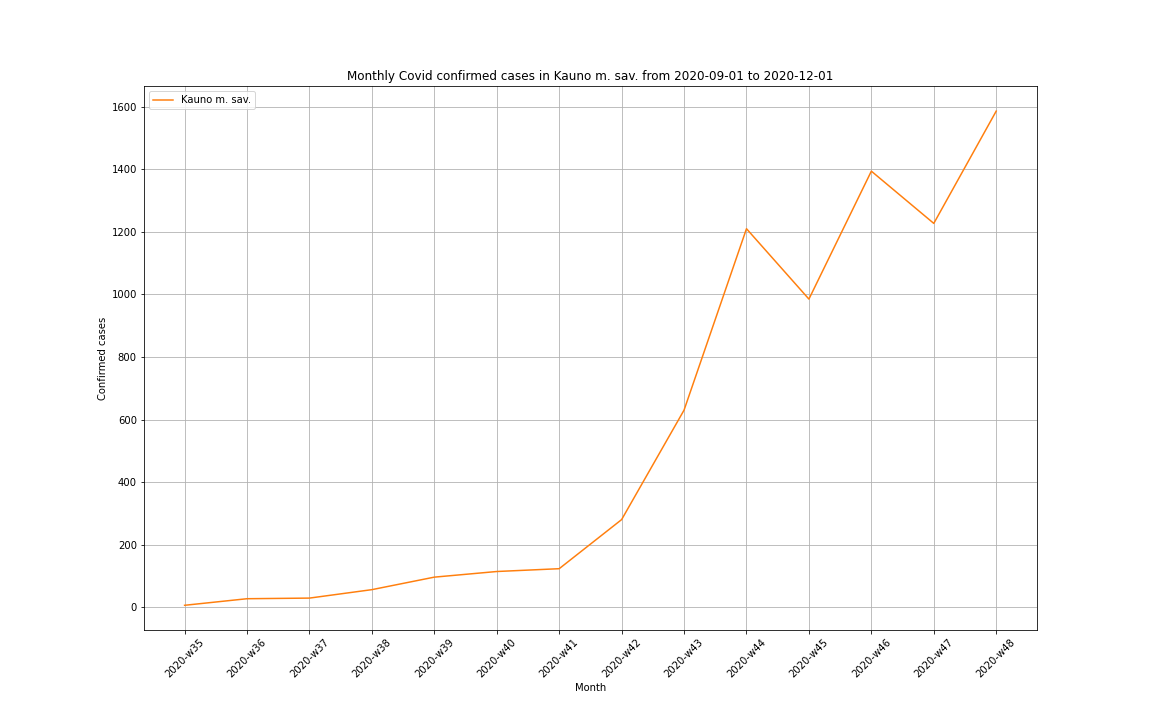 Monthly Covid confirmed cases in Kauno m. sav. from 2020-09-01 to 2020-12-01
Kauno m. sav.
1600
1400
1200
1000
800
600
400
200
0
Confirmed cases
2020-w35
2020-w36
2020-w37
2020-w38
2020-w39
2020-w40
2020-w41
2020-w42
2020-w43
2020-w44
2020-w45
2020-w46
2020-w47
2020-w48
Month